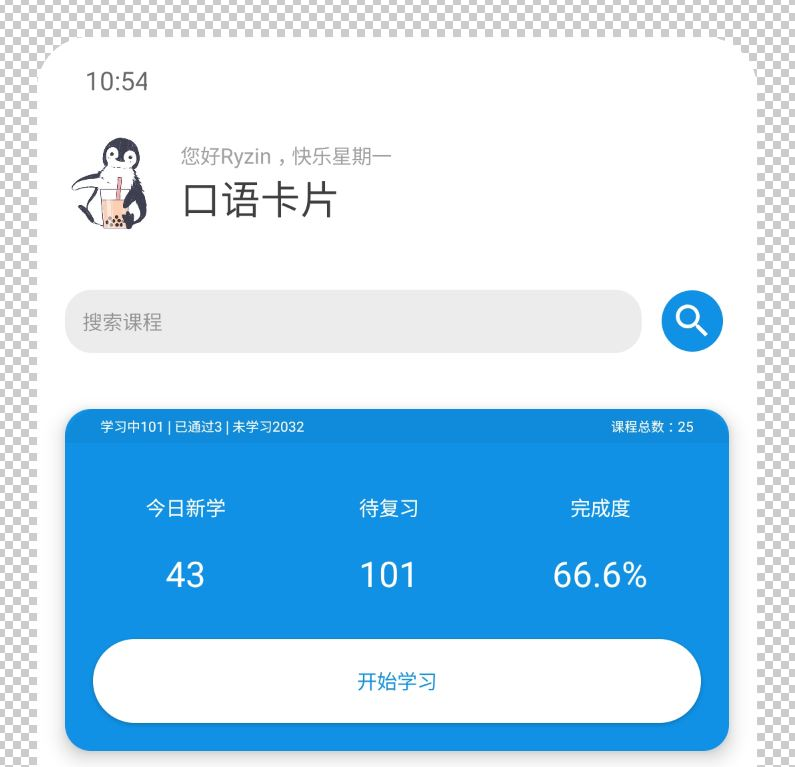 10:54
您好Ryzin，快乐星期一
口语卡片
搜索课程
学习中101 | 已通过3 | 未学习2032
课程总数：25
今日新学 待复习 完成度
43 101 66.6%
开始学习